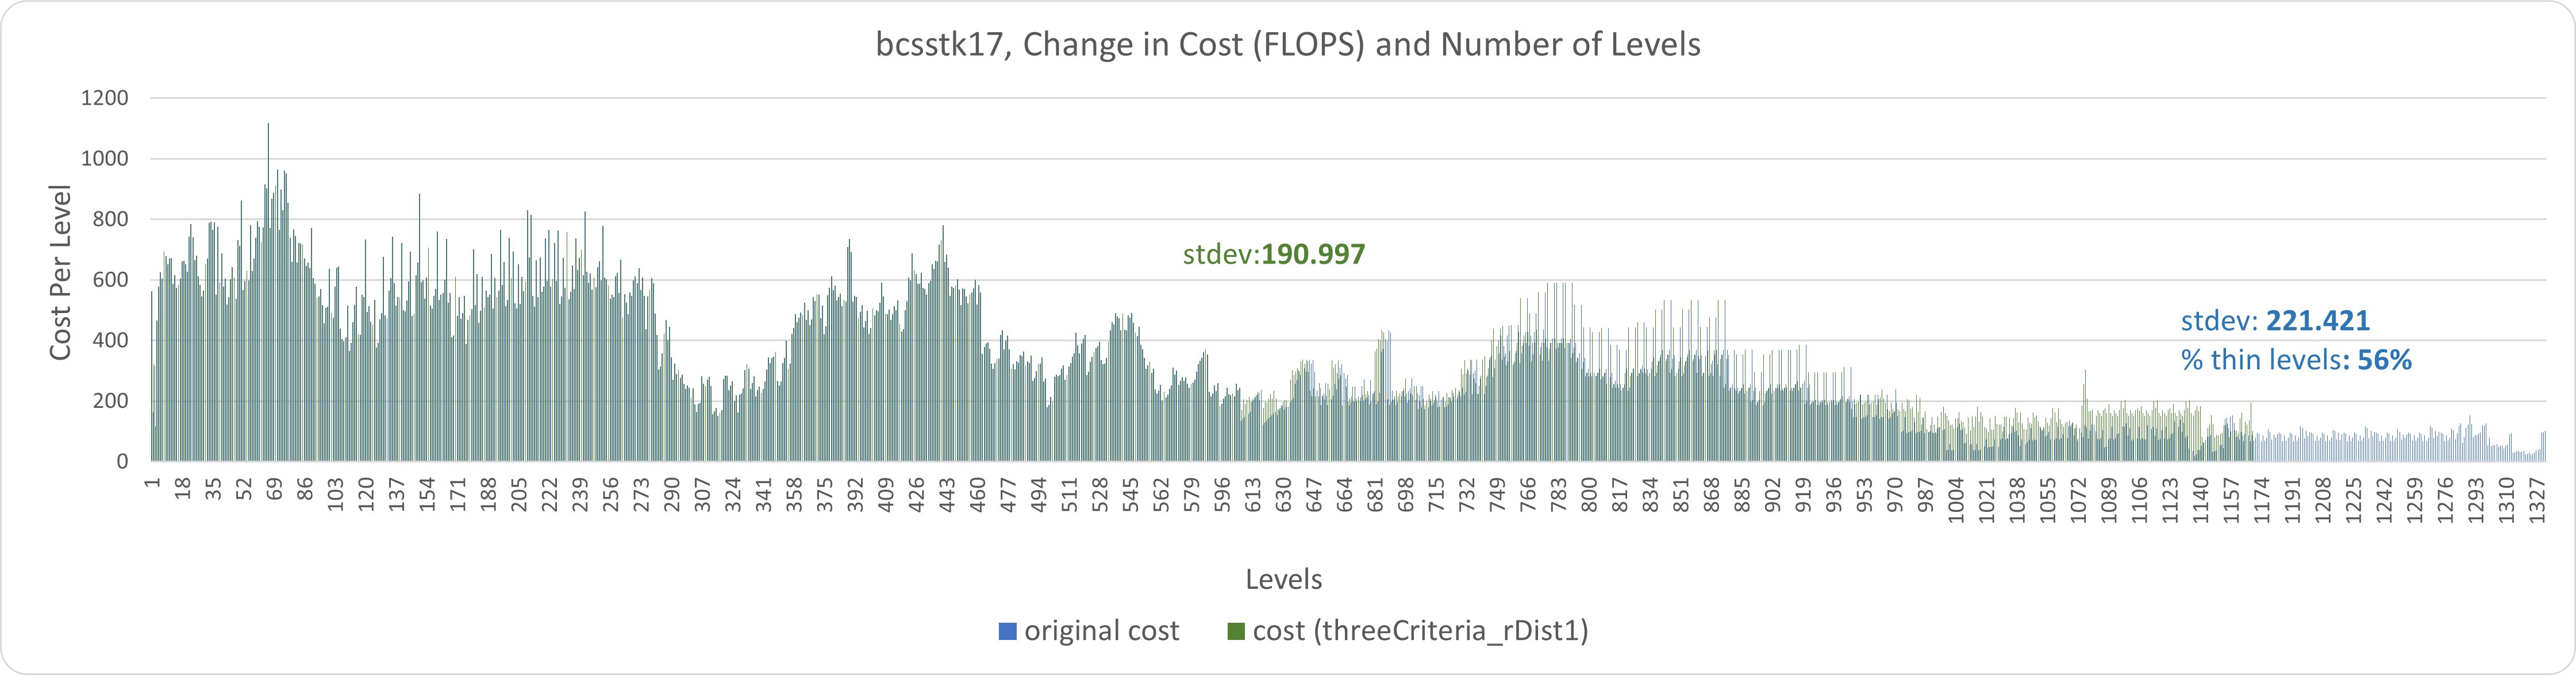 bcsstk17, Change in Cost (FLOPS) and Number of Levels
Cost Per Level
1200
1000
800
600
400
200
0
stdev:190.997
stdev: 221.421
% thin levels: 56%
1 18 35 52 69 86 103 120 137 154 171 188 205 222 239 256 273 290 307 324 341 358 375 392 409 426 443 460 477 494 511 528 545 562 579 596 613 630 647 664 681 698 715 732 749 766 783 800 817 834 851 868 885 902 919 936 953 970 987 1004 1021 1038 1055 1072 1089 1106 1123 1140 1157 1174 1191 1208 1225 1242 1259 1276 1293 1310 1327
Levels
original cost cost (threeCriteria_rDist1)